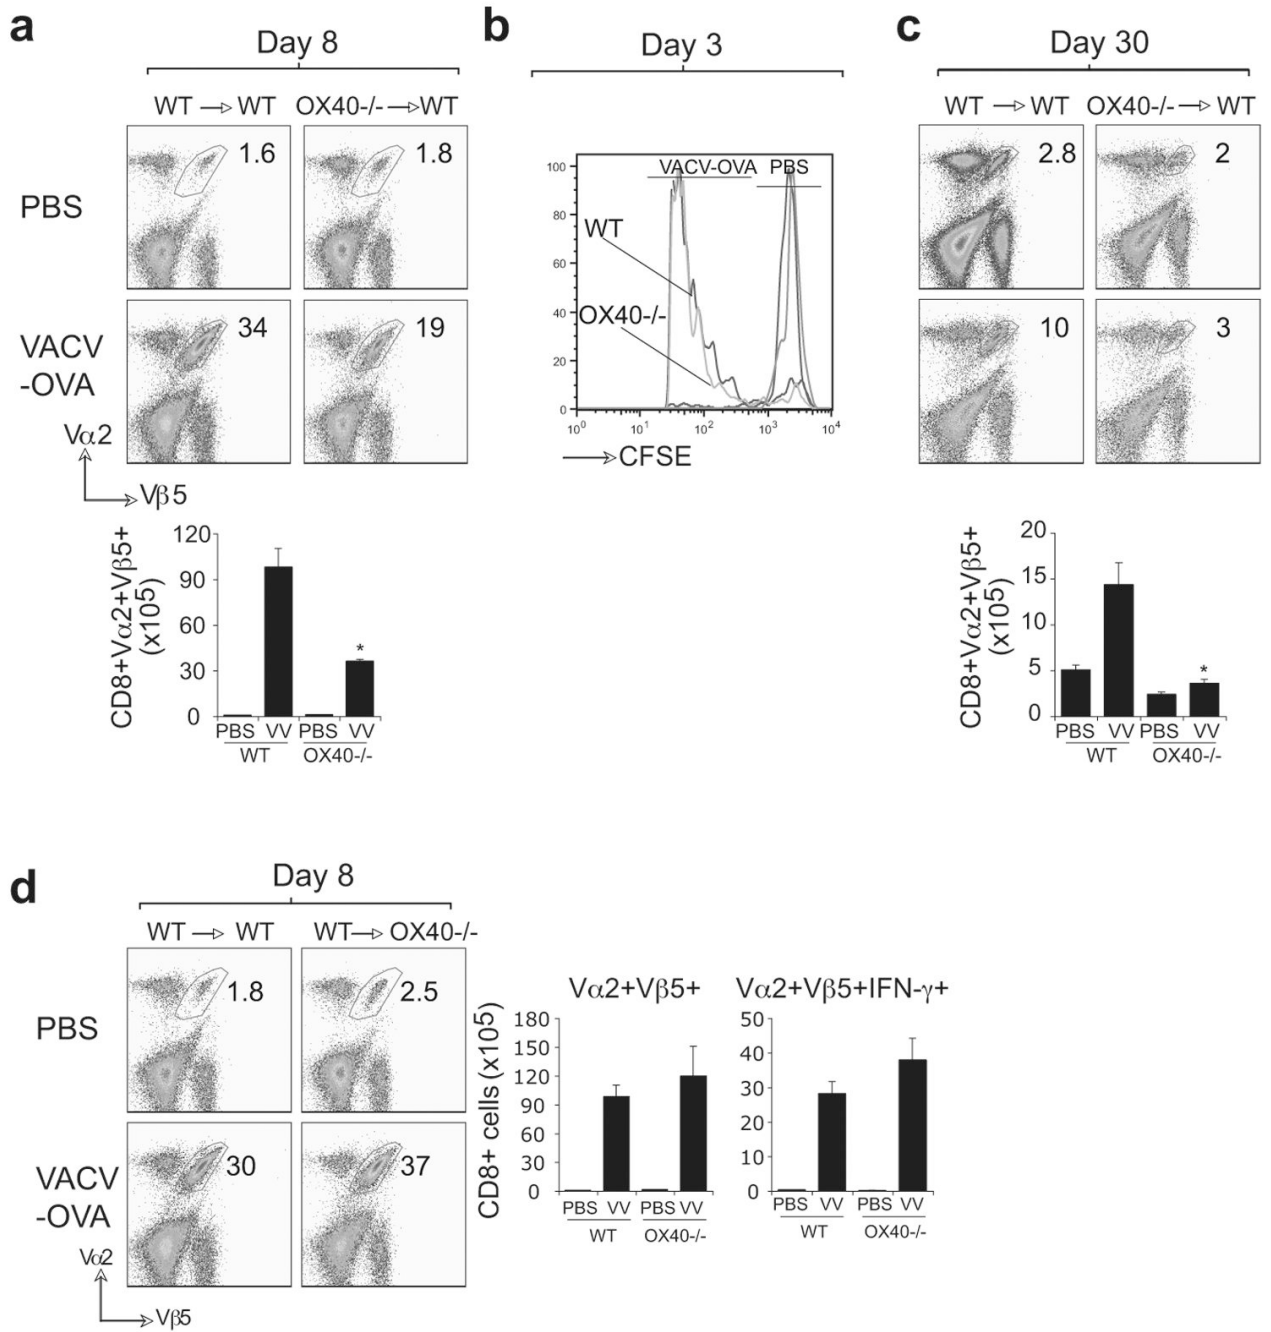 a
Day 8
WT → WT
OX40-/- → WT
PBS
1.6
1.8
VACV
-OVA
34
19
Vα2
Vβ5
CD8+Vα2+Vβ5+
(x105)
120
90
60
30
0
*
PBS VV PBS VV
WT OX40-/-
b
Day 3
100
80
60
40
20
0
VACV-OVA PBS
WT
OX40-/-
10⁰ 10¹ 10² 10³ 10⁴
CFSE
c
Day 30
WT → WT
OX40-/- → WT
2.8
2
10
3
CD8+Vα2+Vβ5+
(x105)
20
15
10
5
0
*
PBS VV PBS VV
WT OX40-/-
d
Day 8
WT → WT
WT → OX40-/-
PBS
1.8
2.5
VACV
-OVA
30
37
Vα2
Vβ5
CD8+ cells (x105)
Vα2+Vβ5+
180
150
120
90
60
30
0
PBS VV PBS VV
WT OX40-/-
Vα2+Vβ5+IFN-γ+
50
40
30
20
10
0
PBS VV PBS VV
WT OX40-/-